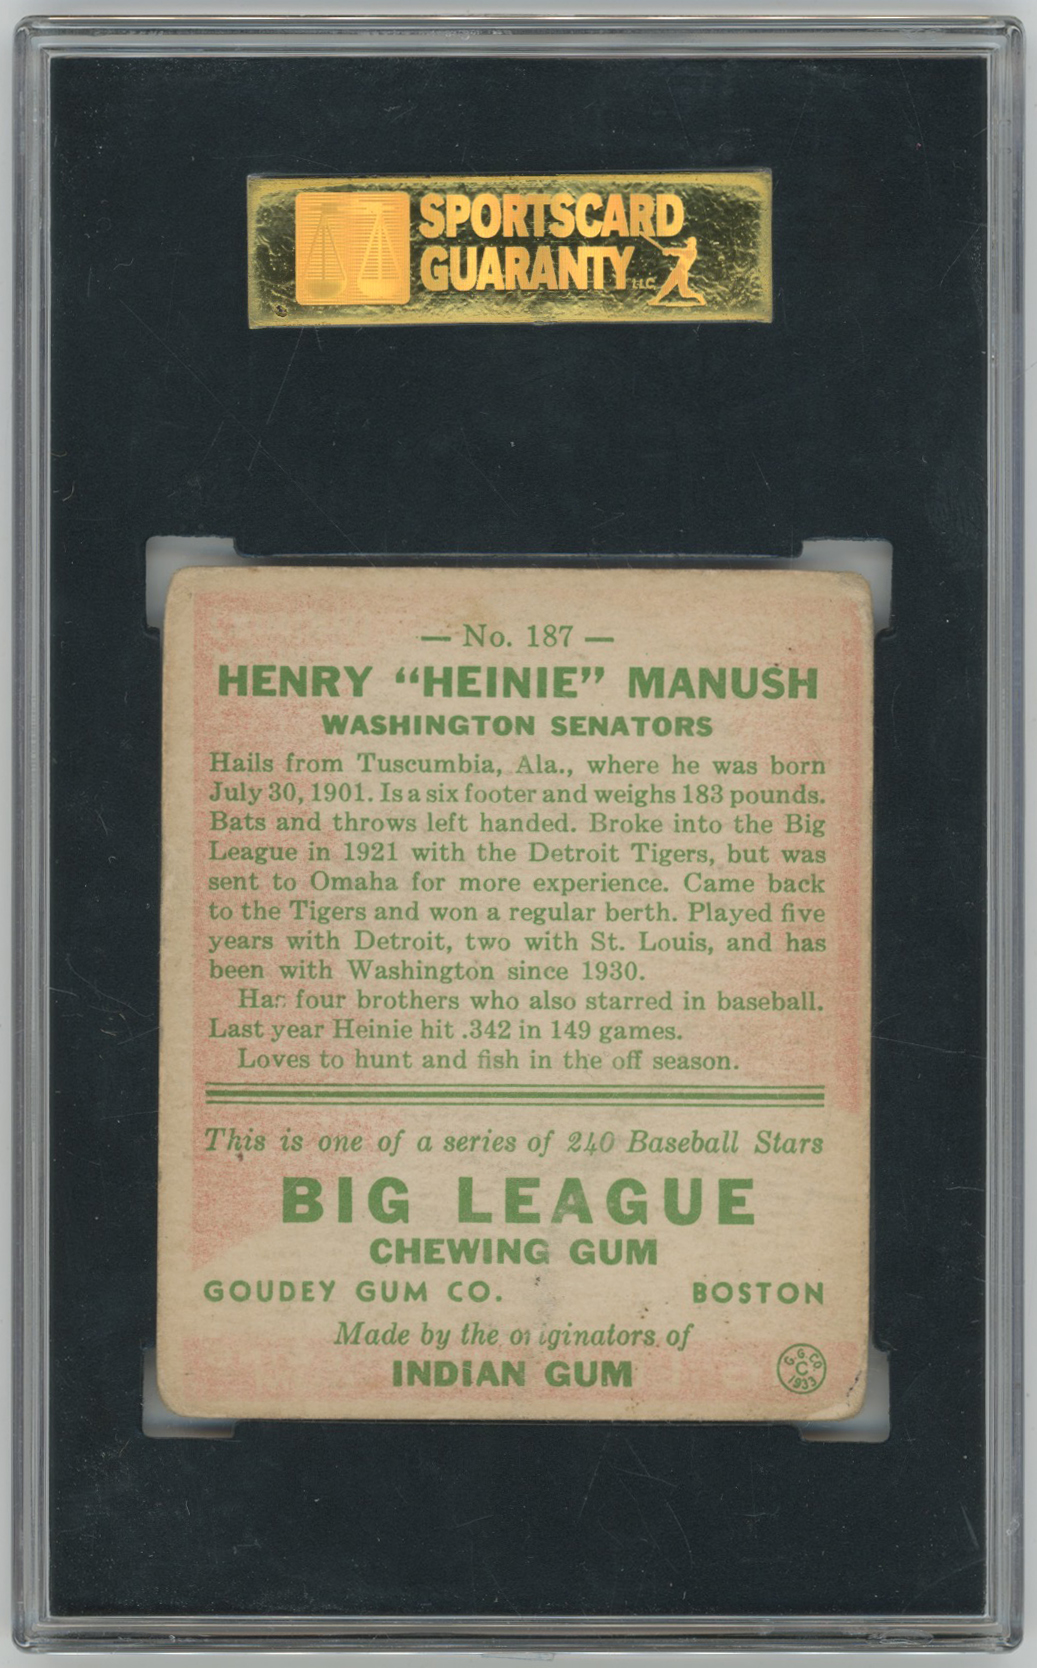 SPORTSCARD
GUARANTY LLC
— No. 187 —
HENRY “HEINIE” MANUSH
WASHINGTON SENATORS
Hails from Tuscumbia, Ala., where he was born
July 30, 1901. Is a six footer and weighs 183 pounds.
Bats and throws left handed. Broke into the Big
League in 1921 with the Detroit Tigers, but was
sent to Omaha for more experience. Came back
to the Tigers and won a regular berth. Played five
years with Detroit, two with St. Louis, and has
been with Washington since 1930.
Has four brothers who also starred in baseball.
Last year Heinie hit .342 in 149 games.
Loves to hunt and fish in the off season.
This is one of a series of 240 Baseball Stars
BIG LEAGUE
CHEWING GUM
GOUDEY GUM CO. BOSTON
Made by the originators of
INDIAN GUM
G. G. CO.
C
1933